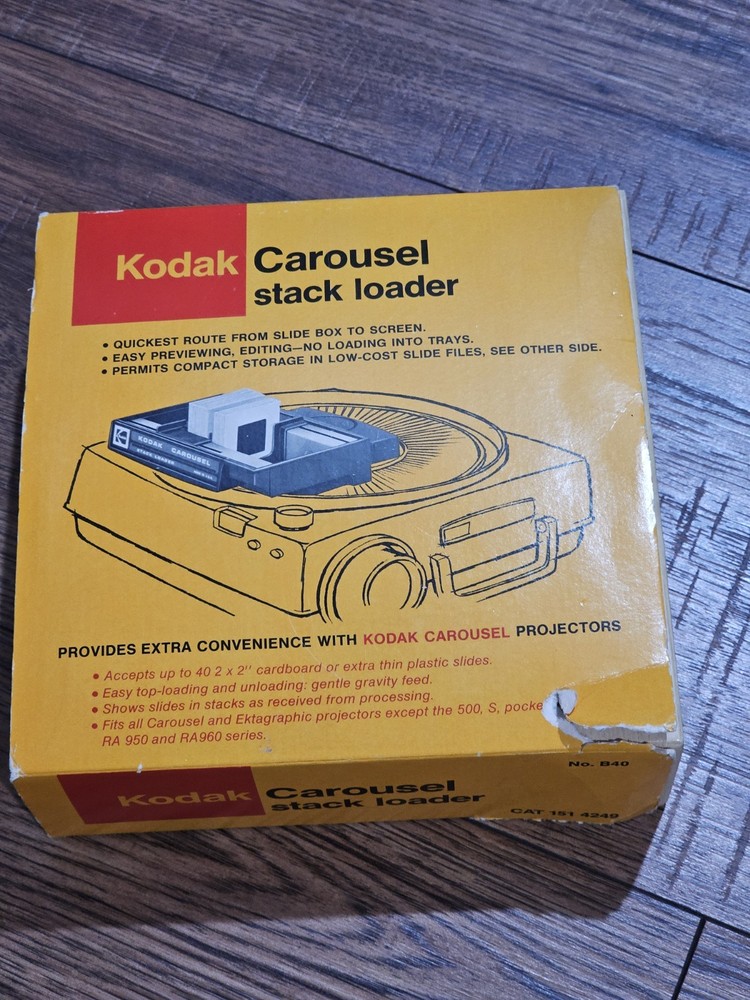 Kodak Carousel
stack loader
• QUICKEST ROUTE FROM SLIDE BOX TO SCREEN.
• EASY PREVIEWING, EDITING—NO LOADING INTO TRAYS.
• PERMITS COMPACT STORAGE IN LOW-COST SLIDE FILES, SEE OTHER SIDE.
KODAK CAROUSEL
STACK LOADER
PROVIDES EXTRA CONVENIENCE WITH KODAK CAROUSEL PROJECTORS
• Accepts up to 40 2 x 2'' cardboard or extra thin plastic slides.
• Easy top-loading and unloading: gentle gravity feed.
• Shows slides in stacks as received from processing.
• Fits all Carousel and Ektagraphic projectors except the 500, S, pocke
RA 950 and RA960 series.
No. B40
Kodak Carousel
stack loader
CAT 151 4249